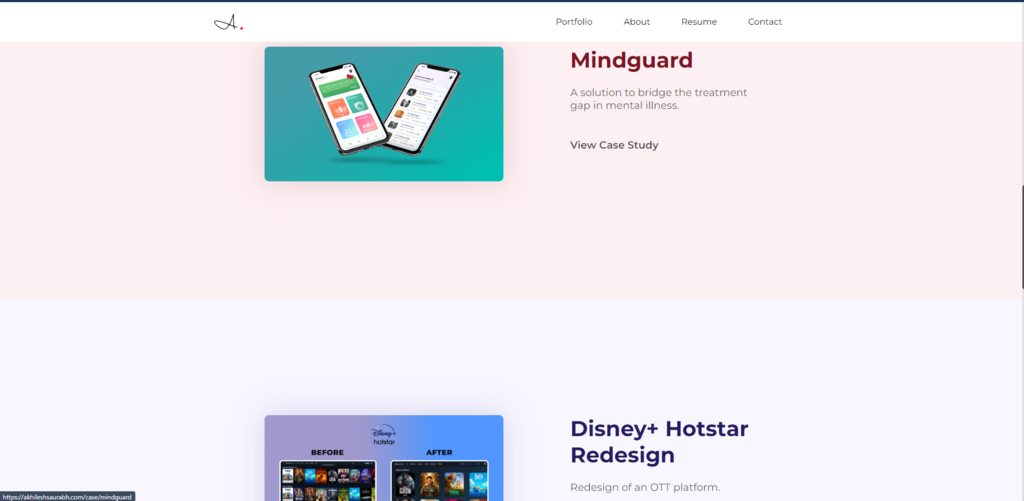 A.
Portfolio
About
Resume
Contact
Mindguard
A solution to bridge the treatment
gap in mental illness.
View Case Study
Disney+
hotstar
BEFORE
AFTER
Disney+ Hotstar
Redesign
Redesign of an OTT platform.
https://akhileshsaurabh.com/case/mindguard